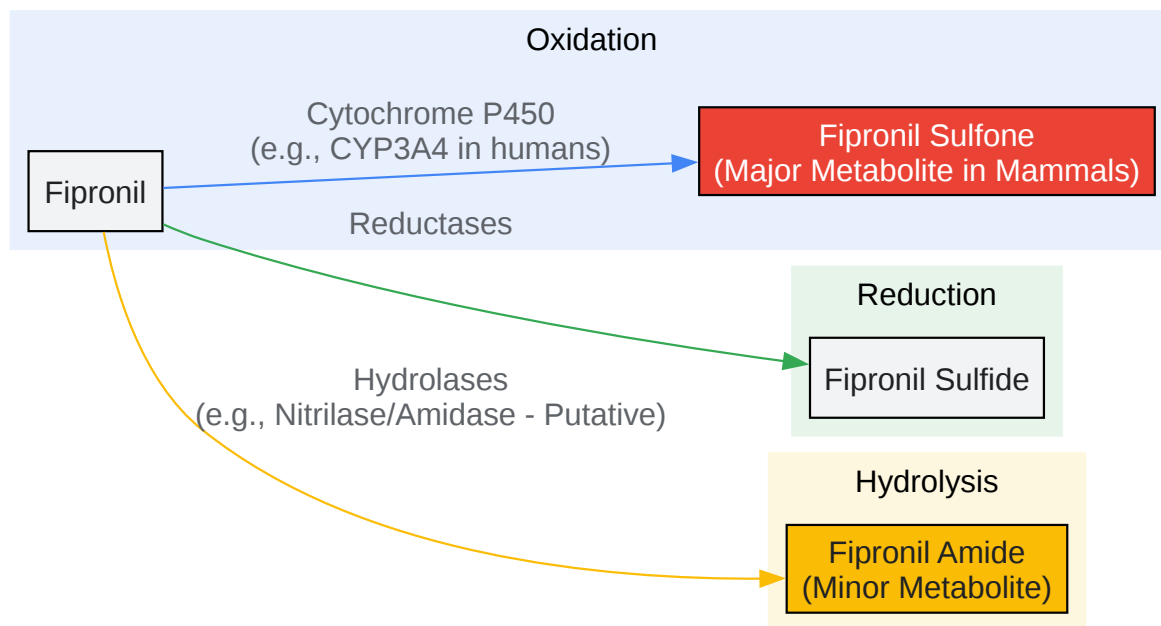 Oxidation
Cytochrome P450
(e.g., CYP3A4 in humans)
Fipronil Sulfone
(Major Metabolite in Mammals)
Fipronil
Reductases
Reduction
Fipronil Sulfide
Hydrolases
(e.g., Nitrilase/Amidase - Putative)
Hydrolysis
Fipronil Amide
(Minor Metabolite)